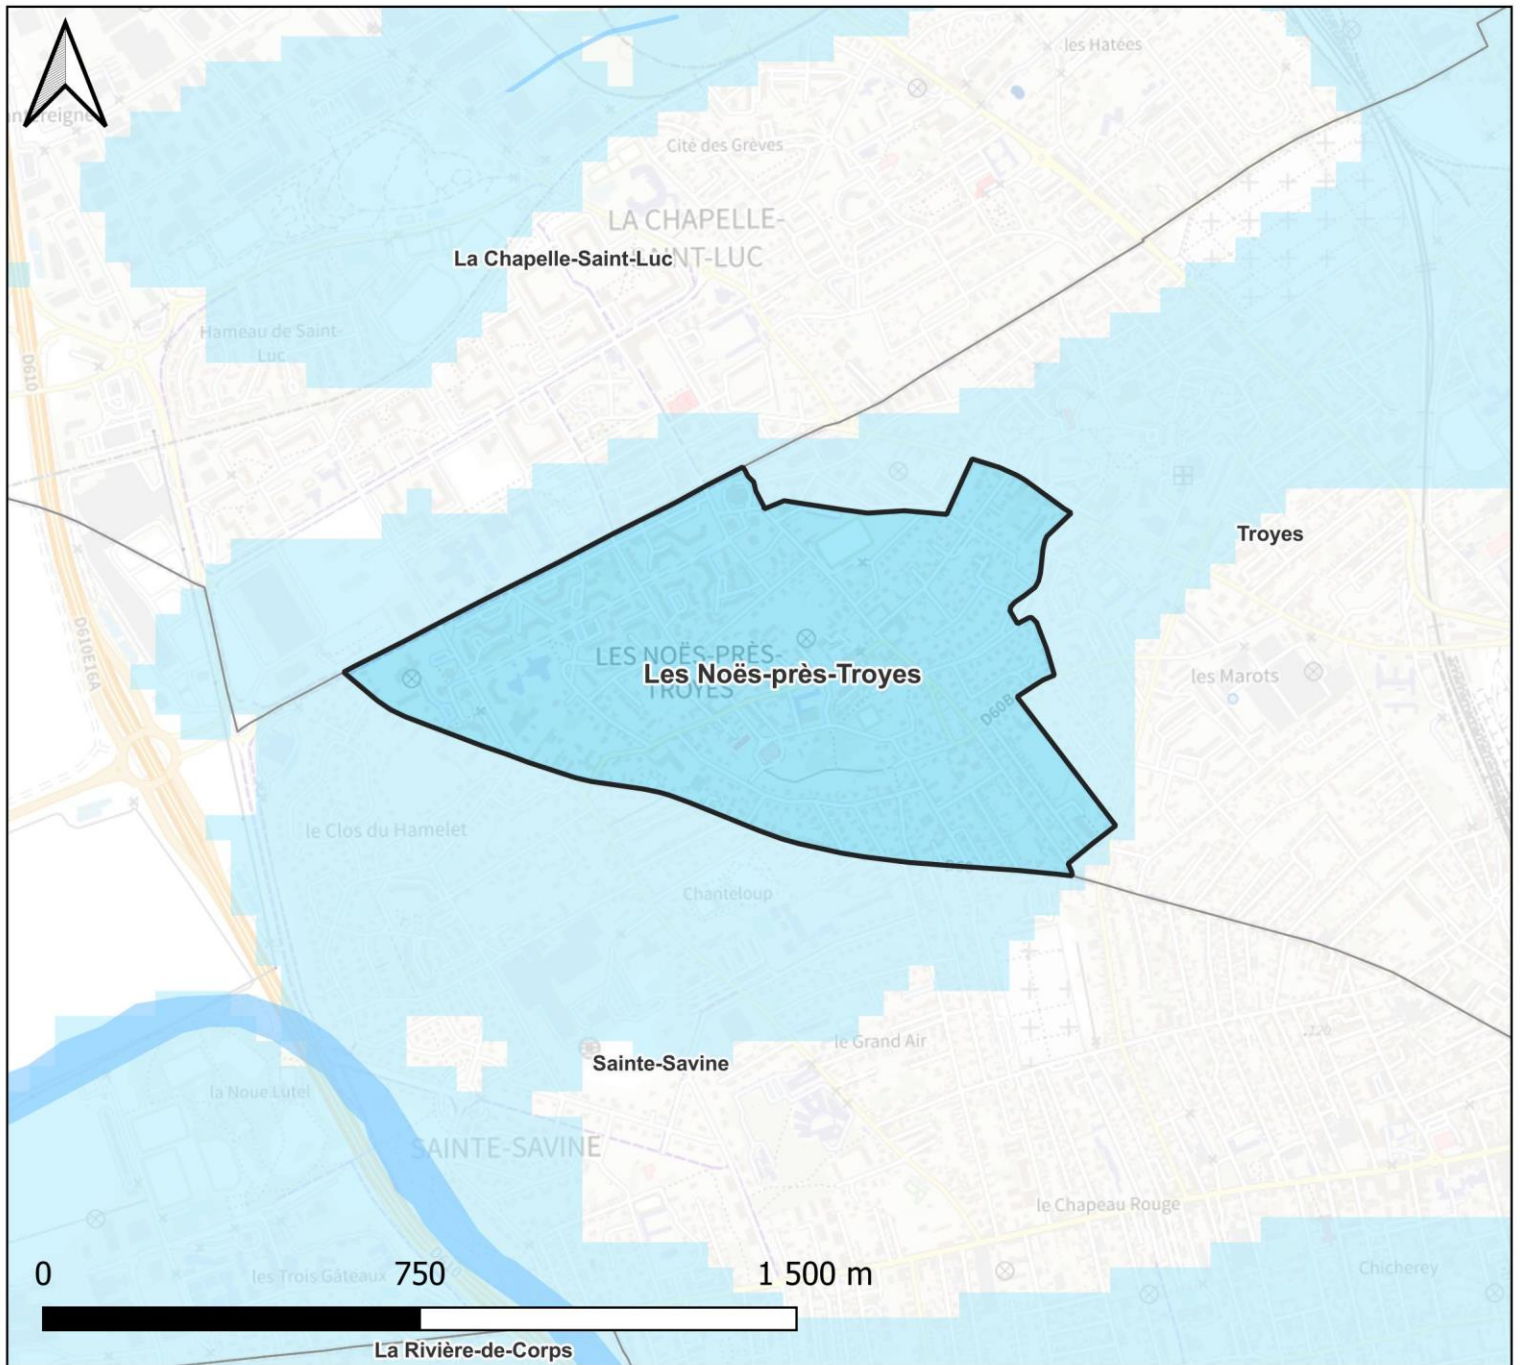 les Hatées
Cité des Grèves
LA CHAPELLE-
La Chapelle-Saint-Luc
NT-LUC
Hameau de Saint-
Luc
D610
Troyes
D610E16A
LES NOËS-PRÈS-
Les Noës-près-Troyes
TROYES
les Marots
D60B
le Clos du Hamelet
Chanteloup
120
le Grand Air
Sainte-Savine
la Noue Lutel
SAINTE-SAVINE
le Chapeau Rouge
les Trois Gâteaux
Chicherey
0 750 1 500 m
La Rivière-de-Corps